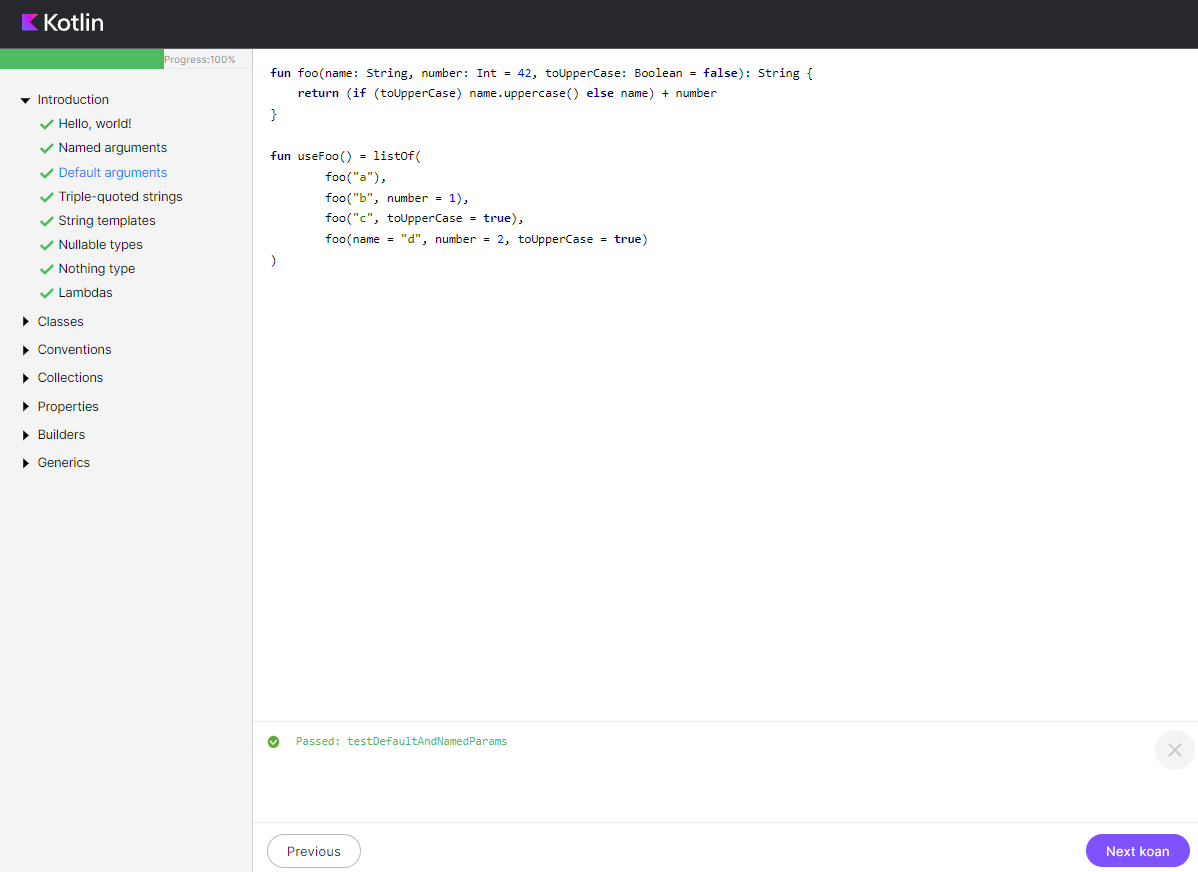 Kotlin
Progress:100%
Introduction
Hello, world!
Named arguments
Default arguments
Triple-quoted strings
String templates
Nullable types
Nothing type
Lambdas
Classes
Conventions
Collections
Properties
Builders
Generics
fun foo(name: String, number: Int = 42, toUpperCase: Boolean = false): String {
    return (if (toUpperCase) name.uppercase() else name) + number
}
fun useFoo() = listOf(
        foo("a"),
        foo("b", number = 1),
        foo("c", toUpperCase = true),
        foo(name = "d", number = 2, toUpperCase = true)
)
Passed: testDefaultAndNamedParams
Previous
Next koan